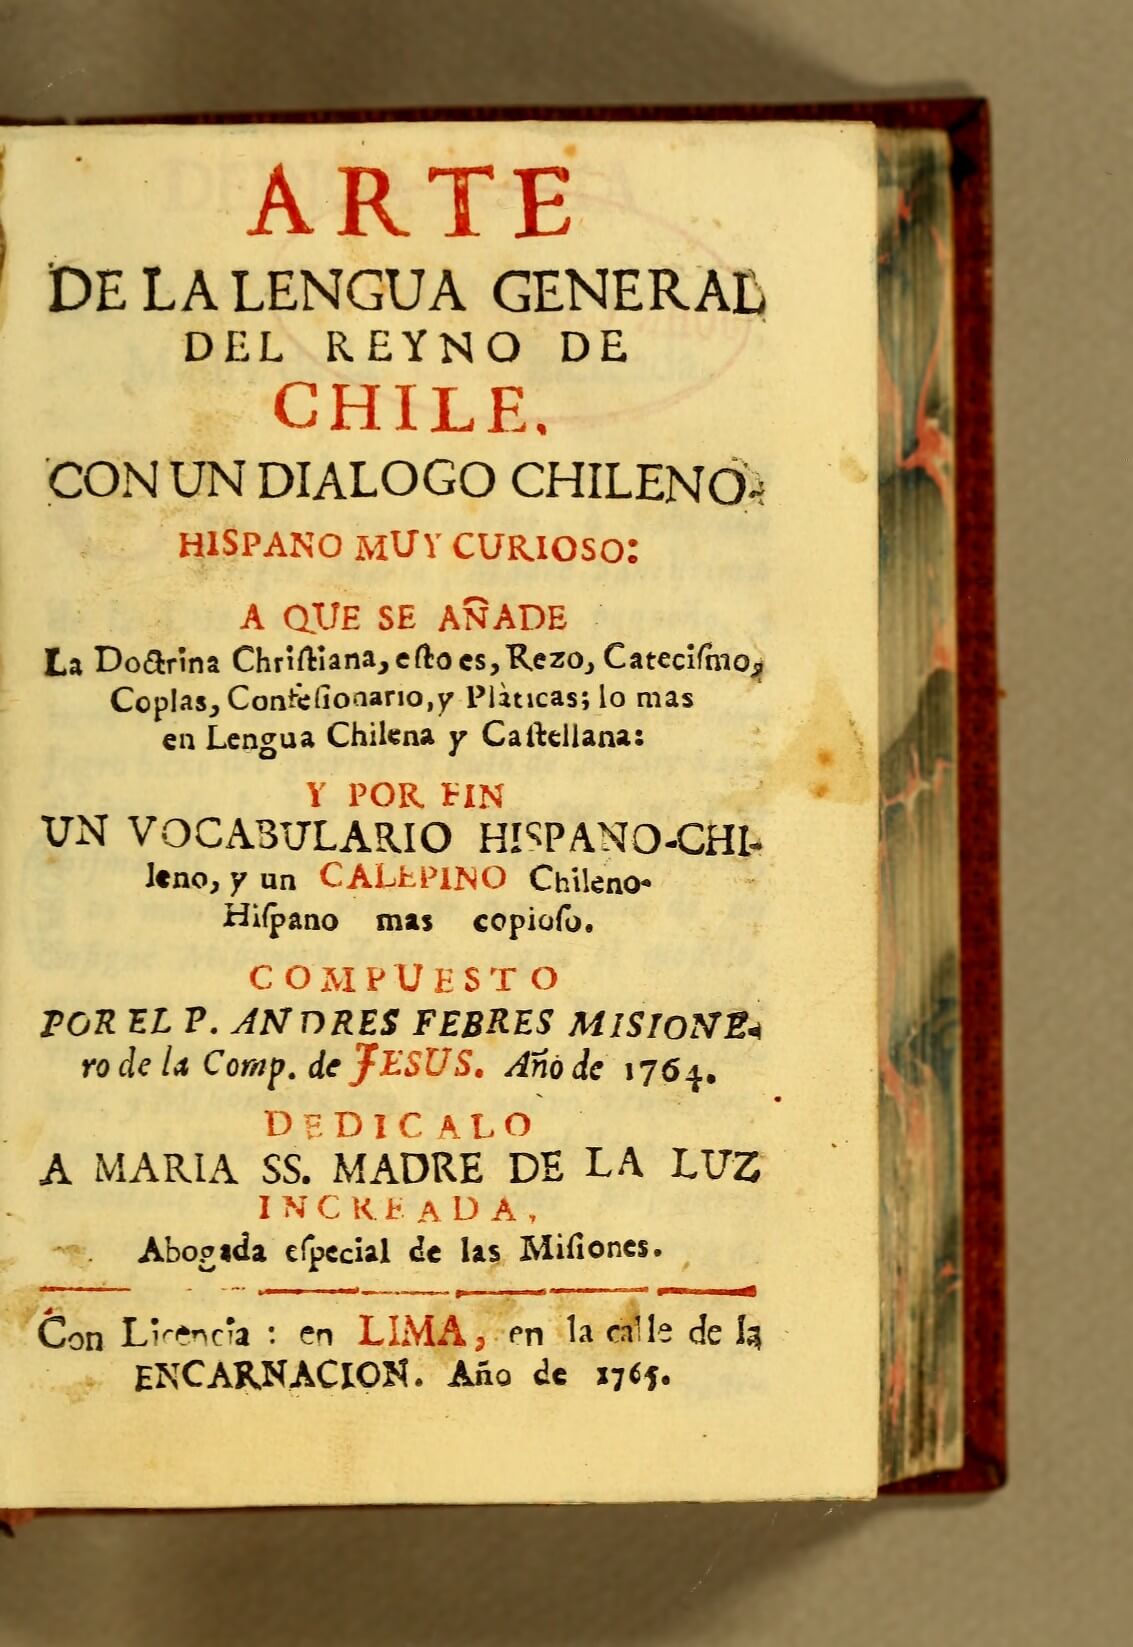 ARTE
DE LA LENGUA GENERAL
DEL REYNO DE
CHILE,
CON UN DIALOGO CHILENO-
HISPANO MUY CURIOSO:
A QUE SE AÑADE
La Doctrina Chriſtiana, eſto es, Rezo, Cateciſmo,
Coplas, Confeſionario, y Plàticas; lo mas
en Lengua Chilena y Caſtellana:
Y POR FIN
UN VOCABULARIO HISPANO-CHI-
leno, y un CALEPINO Chileno-
Hiſpano mas copioſo.
COMPUESTO
POR EL P. ANDRES FEBRES MISIONE-
ro de la Comp. de JESUS. Año de 1764.
DEDICALO
A MARIA SS. MADRE DE LA LUZ
INCREADA,
Abogada eſpecial de las Miſiones.
Con Licencia : en LIMA, en la calle de la
ENCARNACION. Año de 1765.